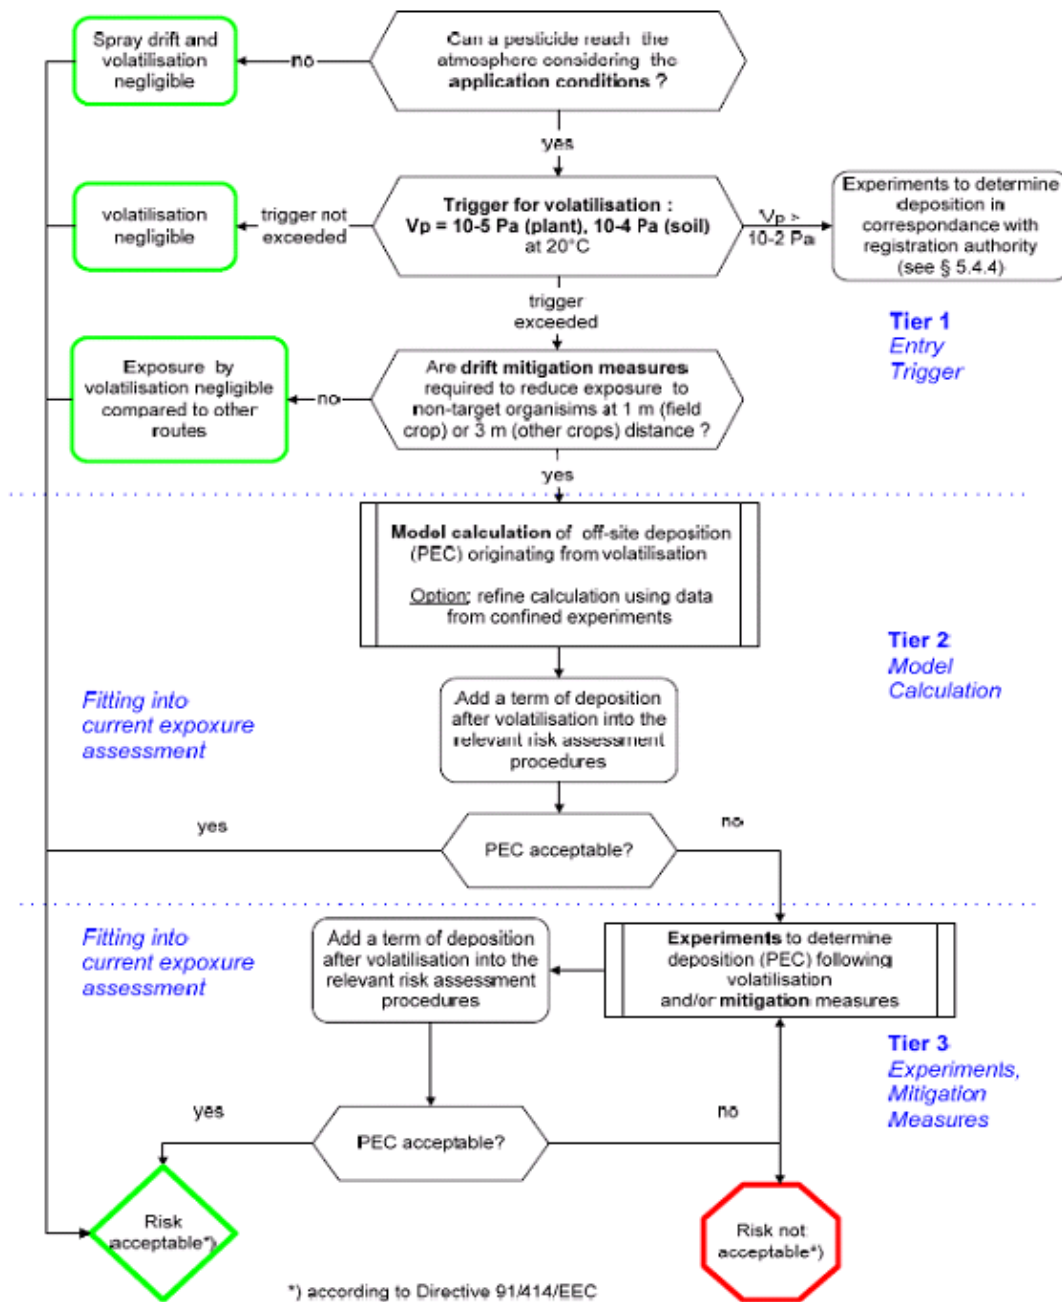 Spray drift and
volatilisation
negligible
no
Can a pesticide reach the
atmosphere considering the
application conditions ?
yes
volatilisation
negligible
trigger not
exceeded
Trigger for volatilisation :
Vp = 10-5 Pa (plant), 10-4 Pa (soil)
at 20°C
Vp >
10-2 Pa
Experiments to determine
deposition in
correspondance with
registration authority
(see § 5.4.4)
trigger
exceeded
Tier 1
Entry
Trigger
Exposure by
volatilisation negligible
compared to other
routes
no
Are drift mitigation measures
required to reduce exposure to
non-target organisims at 1 m (field
crop) or 3 m (other crops) distance ?
yes
Model calculation of off-site deposition
(PEC) originating from volatilisation
Option: refine calculation using data
from confined experiments
Tier 2
Model
Calculation
Fitting into
current expoxure
assessment
Add a term of deposition
after volatilisation into the
relevant risk assessment
procedures
yes
PEC acceptable?
no
Fitting into
current expoxure
assessment
Add a term of deposition
after volatilisation into the
relevant risk assessment
procedures
Experiments to determine
deposition (PEC) following
volatilisation
and/or mitigation measures
Tier 3
Experiments,
Mitigation
Measures
yes
PEC acceptable?
no
Risk
acceptable*)
Risk not
acceptable*)
*) according to Directive 91/414/EEC